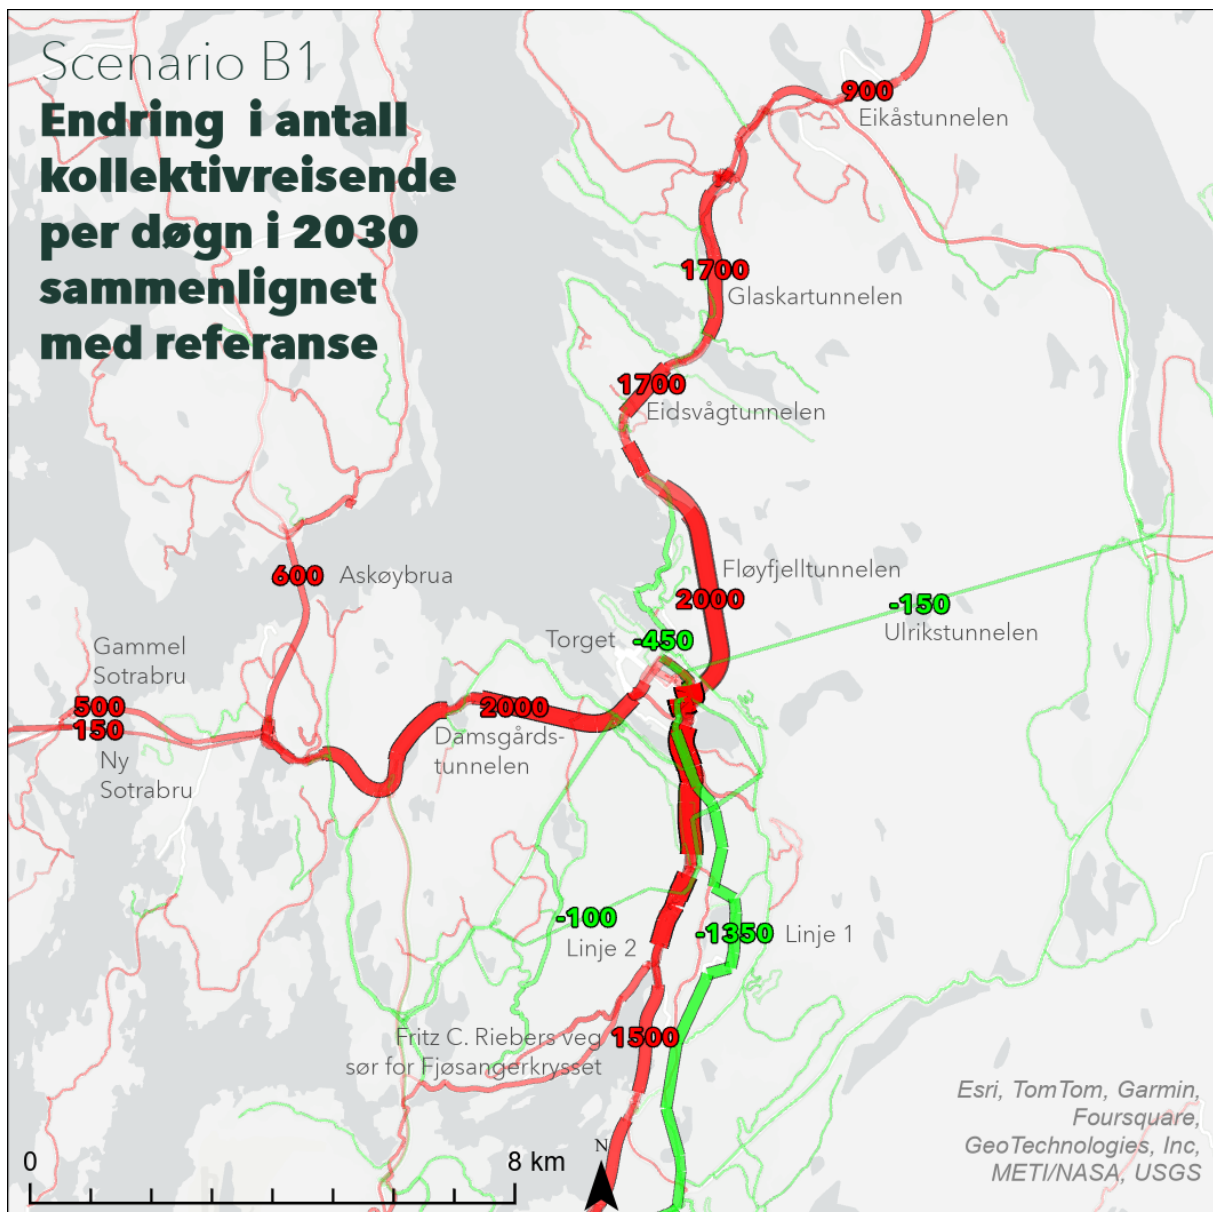 Scenario B1
Endring i antall
kollektivreisende
per døgn i 2030
sammenlignet
med referanse
900
Eikåstunnelen
1700
Glaskartunnelen
1700
Eidsvågtunnelen
Fløyfjelltunnelen
2000
-150
Ulrikstunnelen
600 Askøybrua
Torget -450
Gammel
Sotrabru
500
150
Ny
Sotrabru
2000
Damsgårds-
tunnelen
-100
Linje 2
-1350 Linje 1
Fritz C. Riebers veg 1500
sør for Fjøsangerkrysset
Esri, TomTom, Garmin,
Foursquare,
GeoTechnologies, Inc,
METI/NASA, USGS
N
0 8 km